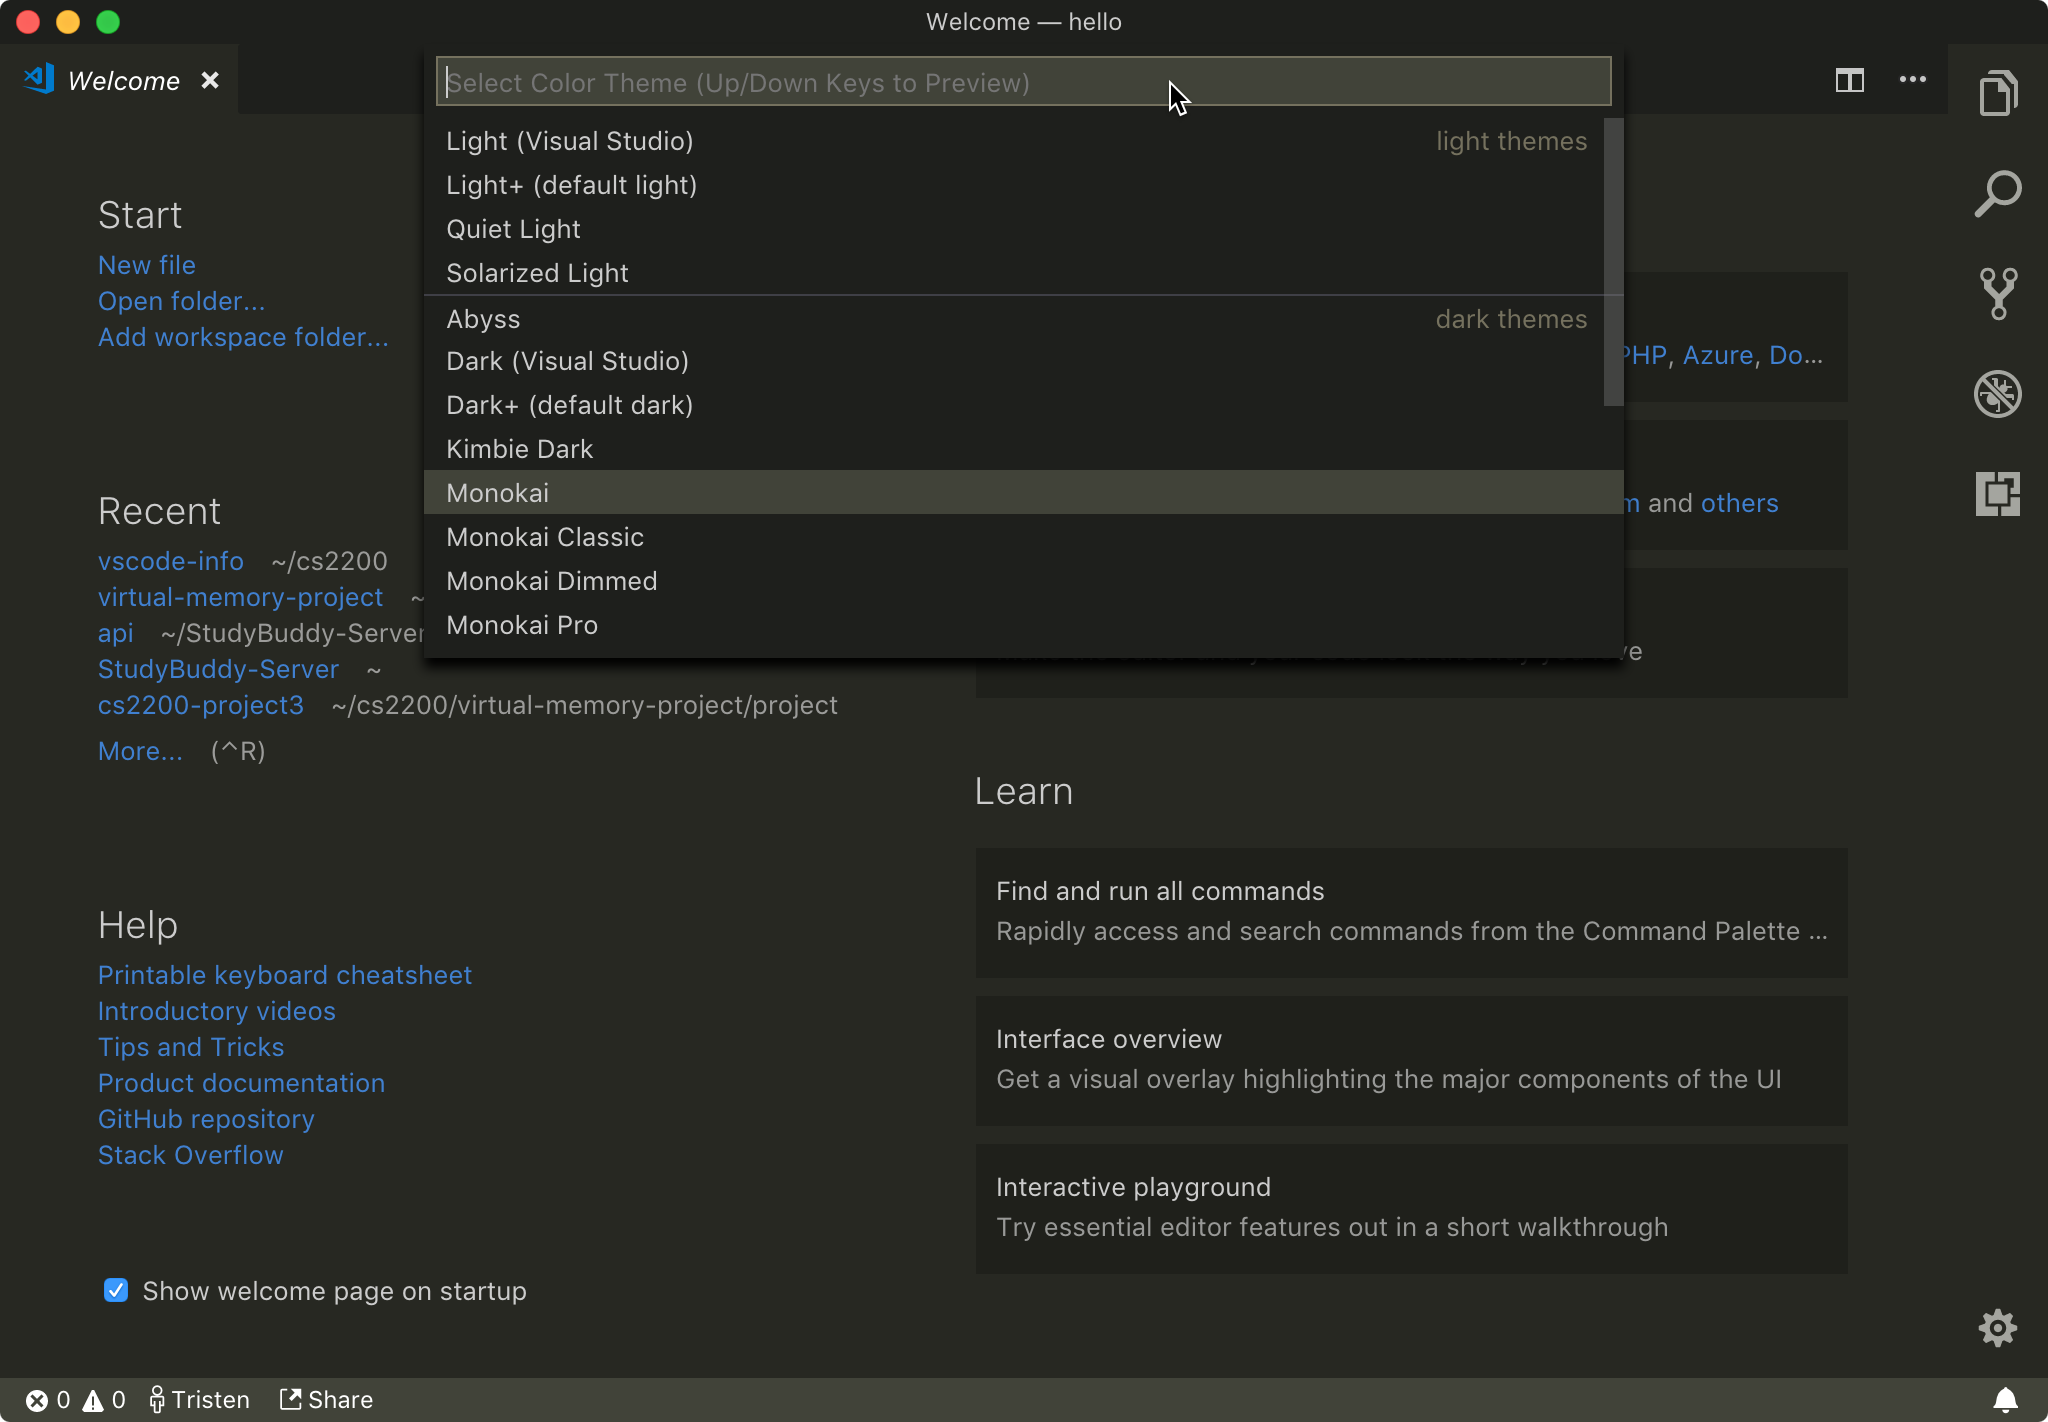 Welcome — hello
Welcome
Select Color Theme (Up/Down Keys to Preview)
Light (Visual Studio) light themes
Light+ (default light)
Quiet Light
Solarized Light
Abyss dark themes
Dark (Visual Studio)
Dark+ (default dark)
Kimbie Dark
Monokai
Monokai Classic
Monokai Dimmed
Monokai Pro
Start
New file
Open folder...
Add workspace folder...
Recent
vscode-info ~/cs2200
virtual-memory-project ~
api ~/StudyBuddy-Server
StudyBuddy-Server ~
cs2200-project3 ~/cs2200/virtual-memory-project/project
More... (^R)
Help
Printable keyboard cheatsheet
Introductory videos
Tips and Tricks
Product documentation
GitHub repository
Stack Overflow
Show welcome page on startup
PHP, Azure, Do...
and others
Learn
Find and run all commands
Rapidly access and search commands from the Command Palette ...
Interface overview
Get a visual overlay highlighting the major components of the UI
Interactive playground
Try essential editor features out in a short walkthrough
0 0 Tristen Share